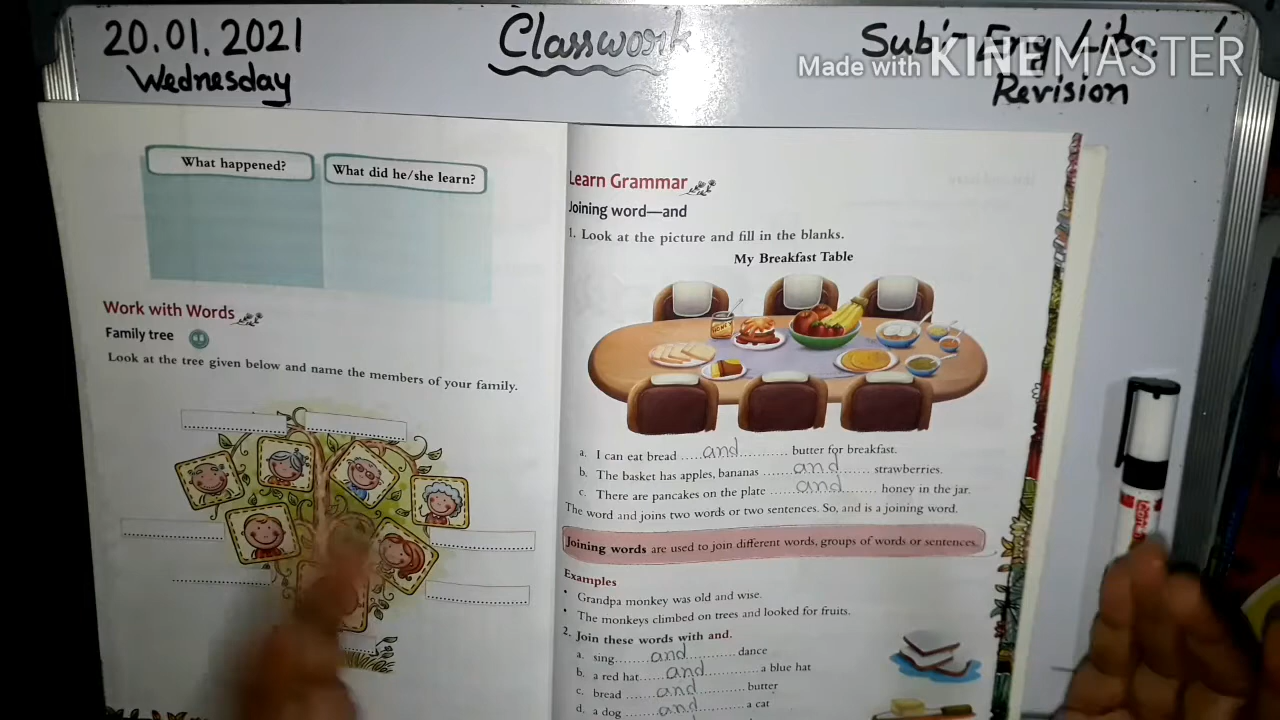 20.01.2021
Wednesday
Classwork
Sub:- Eng Litr.
Revision
Made with KINEMASTER
What happened?
What did he/she learn?
Work with Words
Family tree
Look at the tree given below and name the members of your family.
Learn Grammar
Joining word—and
1. Look at the picture and fill in the blanks.
My Breakfast Table
a. I can eat bread ....and............ butter for breakfast.
b. The basket has apples, bananas .......and........ strawberries.
c. There are pancakes on the plate .......and........ honey in the jar.
The word and joins two words or two sentences. So, and is a joining word.
Joining words are used to join different words, groups of words or sentences.
Examples
• Grandpa monkey was old and wise.
• The monkeys climbed on trees and looked for fruits.
2. Join these words with and.
a. sing.......and......... dance
b. a red hat......and........... a blue hat
c. bread ......and............ butter
d. a dog ......and............ a cat